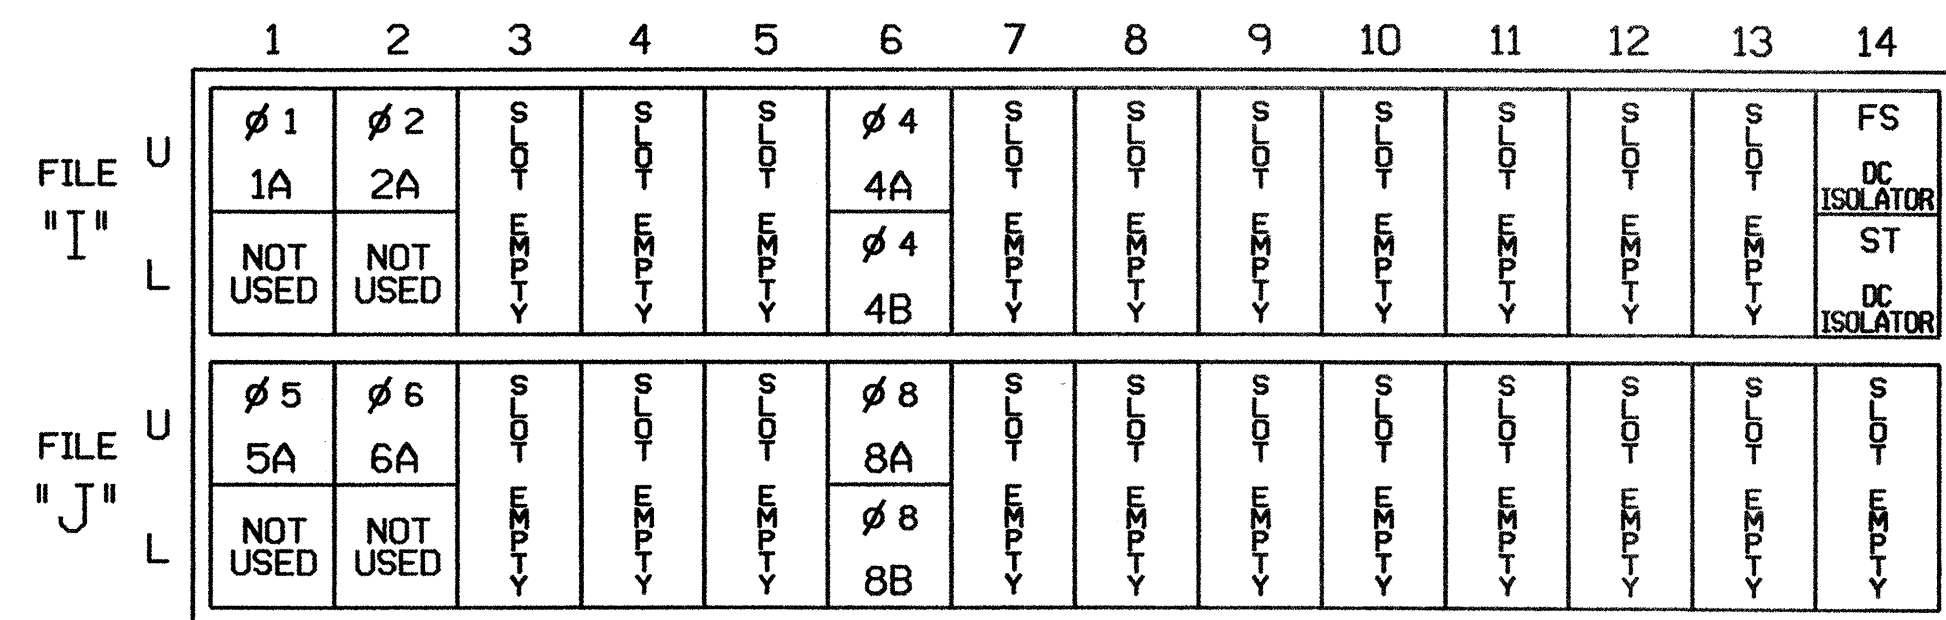 1 2 3 4 5 6 7 8 9 10 11 12 13 14
FILE "I"
U
L
Ø 1
1A
NOT USED
Ø 2
2A
NOT USED
SLOT EMPTY
SLOT EMPTY
SLOT EMPTY
Ø 4
4A
Ø 4
4B
SLOT EMPTY
SLOT EMPTY
SLOT EMPTY
SLOT EMPTY
SLOT EMPTY
SLOT EMPTY
SLOT EMPTY
FS
DC
ISOLATOR
ST
DC
ISOLATOR
FILE "J"
U
L
Ø 5
5A
NOT USED
Ø 6
6A
NOT USED
SLOT EMPTY
SLOT EMPTY
SLOT EMPTY
Ø 8
8A
Ø 8
8B
SLOT EMPTY
SLOT EMPTY
SLOT EMPTY
SLOT EMPTY
SLOT EMPTY
SLOT EMPTY
SLOT EMPTY
SLOT EMPTY